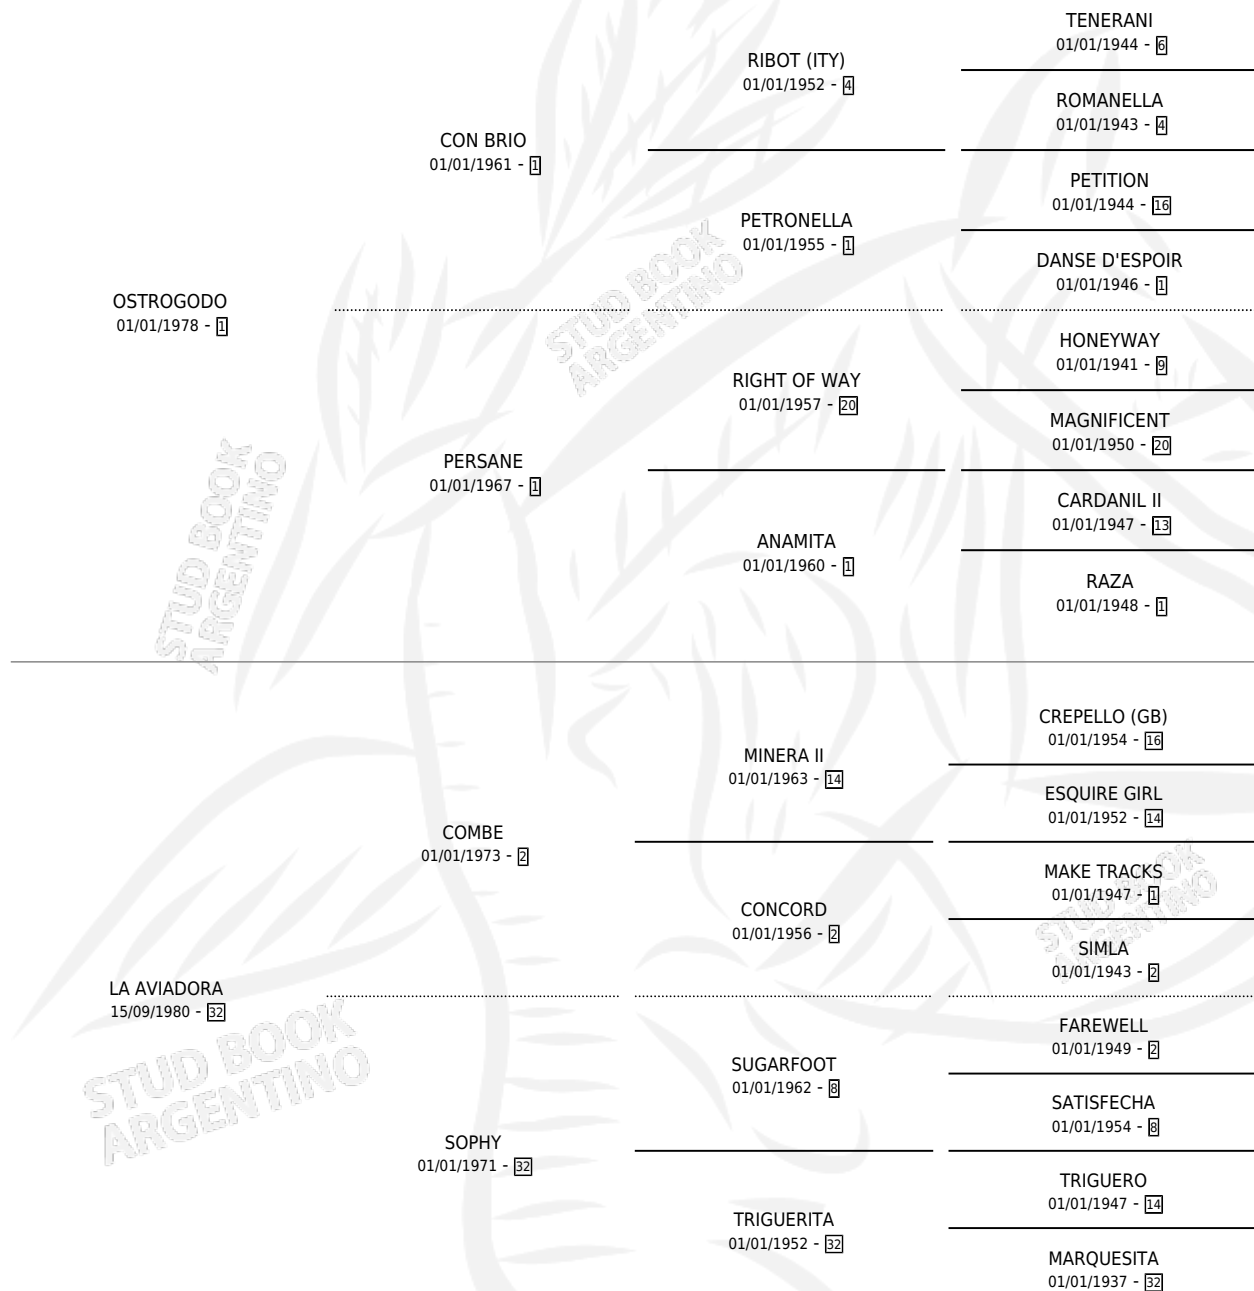 TENERANI
01/01/1944 - 6
RIBOT (ITY)
01/01/1952 - 4
ROMANELLA
01/01/1943 - 4
CON BRIO
01/01/1961 - 1
PETITION
01/01/1944 - 16
PETRONELLA
01/01/1955 - 1
DANSE D'ESPOIR
01/01/1946 - 1
OSTROGODO
01/01/1978 - 1
HONEYWAY
01/01/1941 - 9
RIGHT OF WAY
01/01/1957 - 20
MAGNIFICENT
01/01/1950 - 20
PERSANE
01/01/1967 - 1
CARDANIL II
01/01/1947 - 13
ANAMITA
01/01/1960 - 1
RAZA
01/01/1948 - 1
CREPELLO (GB)
01/01/1954 - 16
MINERA II
01/01/1963 - 14
ESQUIRE GIRL
01/01/1952 - 14
COMBE
01/01/1973 - 2
MAKE TRACKS
01/01/1947 - 1
CONCORD
01/01/1956 - 2
SIMLA
01/01/1943 - 2
LA AVIADORA
15/09/1980 - 32
FAREWELL
01/01/1949 - 2
SUGARFOOT
01/01/1962 - 8
SATISFECHA
01/01/1954 - 8
SOPHY
01/01/1971 - 32
TRIGUERO
01/01/1947 - 14
TRIGUERITA
01/01/1952 - 32
MARQUESITA
01/01/1937 - 32
STUD BOOK
ARGENTINO
STUD BOOK
ARGENTINO
STUD BOOK
ARGENTINO
STUD BOOK
ARGENTINO